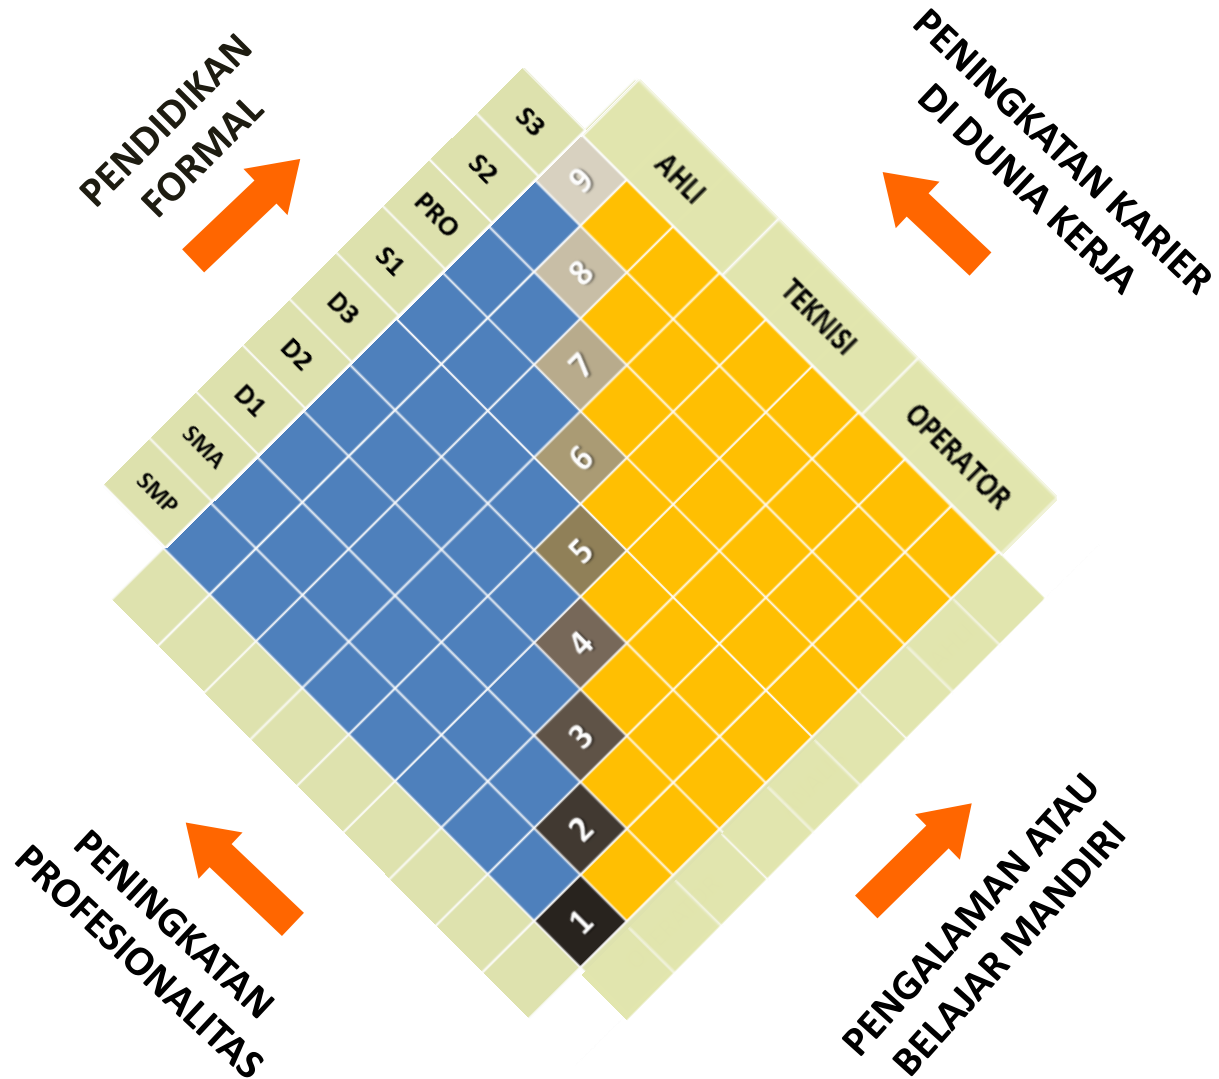 PENDIDIKAN
FORMAL
PENINGKATAN KARIER
DI DUNIA KERJA
S3
S2
PRO
S1
D3
D2
D1
SMA
SMP
AHLI
TEKNISI
OPERATOR
9
8
7
6
5
4
3
2
1
PENINGKATAN
PROFESIONALITAS
PENGALAMAN ATAU
BELAJAR MANDIRI